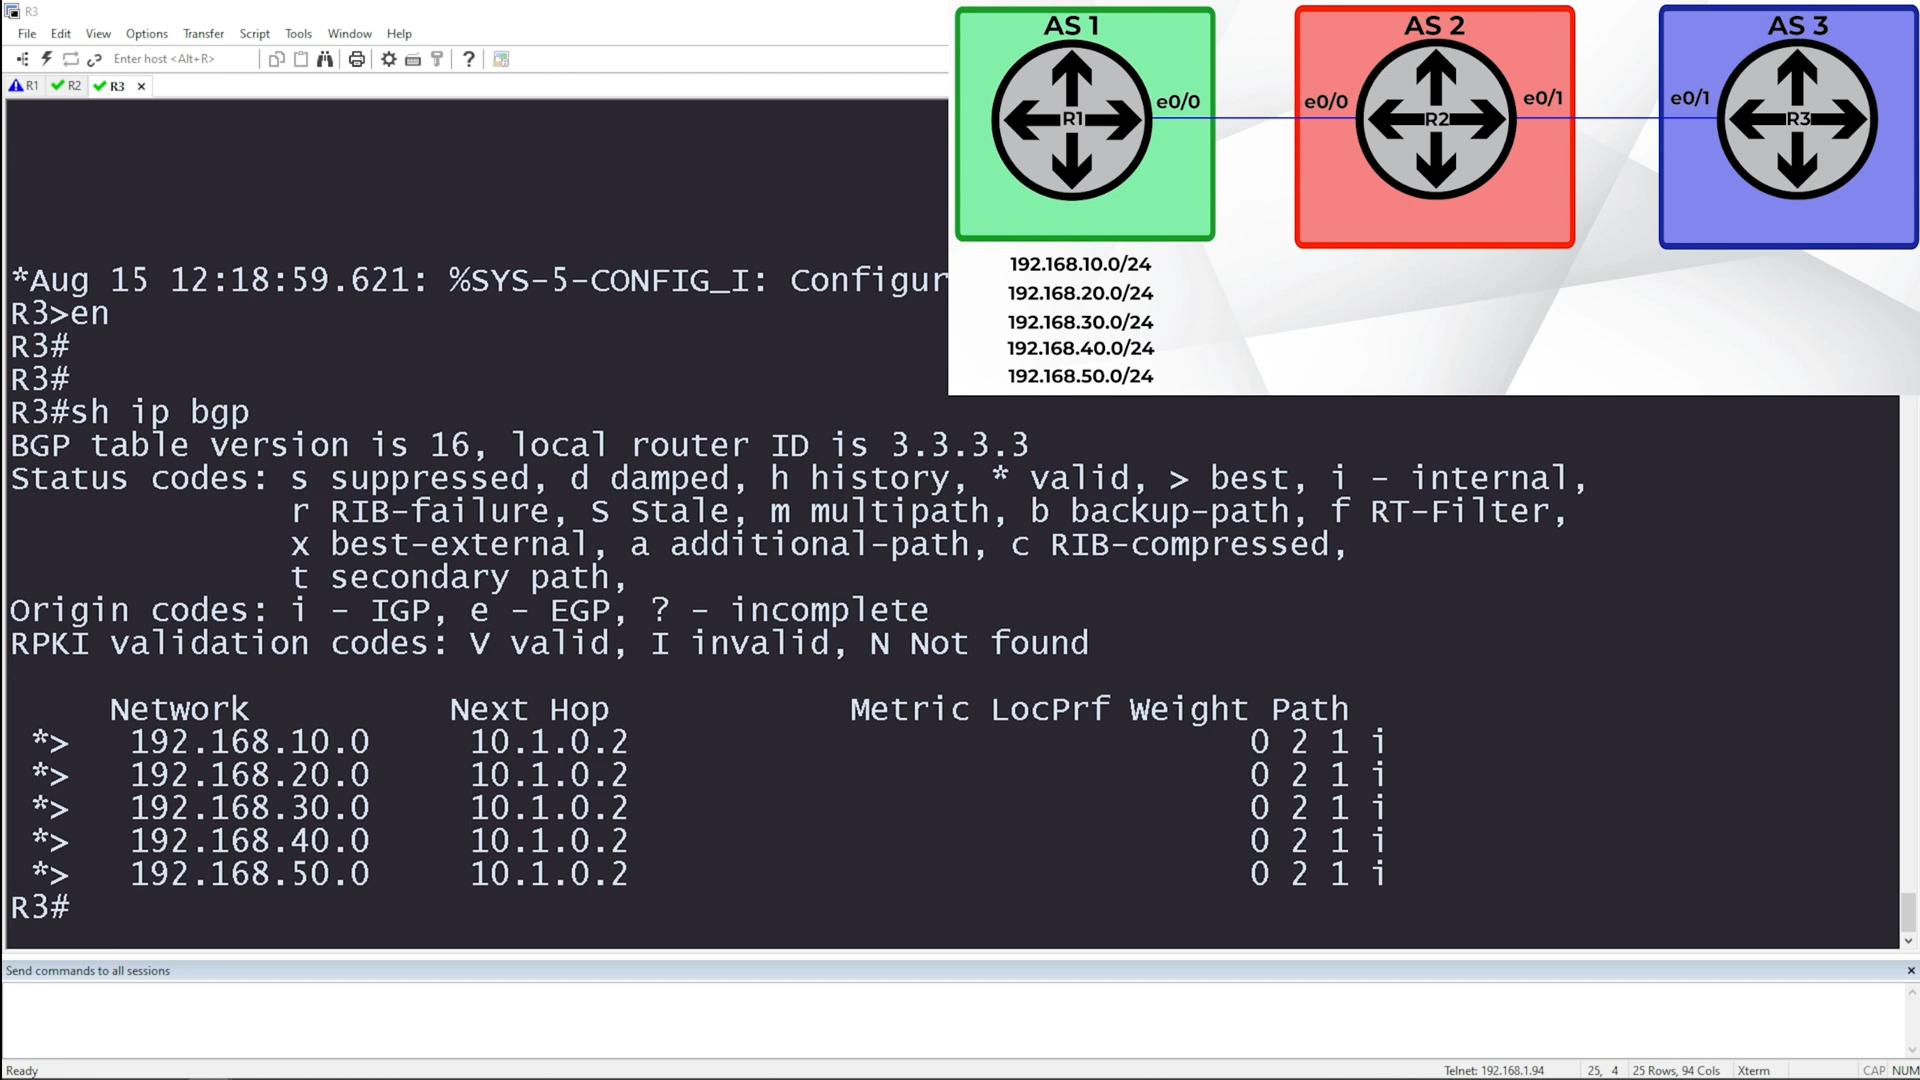 R3
File Edit View Options Transfer Script Tools Window Help
Enter host <Alt+R>
R1 R2 R3
AS 1 AS 2 AS 3
e0/0 e0/0 e0/1 e0/1
R1 R2 R3
192.168.10.0/24
192.168.20.0/24
192.168.30.0/24
192.168.40.0/24
192.168.50.0/24
*Aug 15 12:18:59.621: %SYS-5-CONFIG_I: Configur
R3>en
R3#
R3#
R3#sh ip bgp
BGP table version is 16, local router ID is 3.3.3.3
Status codes: s suppressed, d damped, h history, * valid, > best, i - internal,
r RIB-failure, S Stale, m multipath, b backup-path, f RT-Filter,
x best-external, a additional-path, c RIB-compressed,
t secondary path,
Origin codes: i - IGP, e - EGP, ? - incomplete
RPKI validation codes: V valid, I invalid, N Not found
Network Next Hop Metric LocPrf Weight Path
*> 192.168.10.0 10.1.0.2 0 2 1 i
*> 192.168.20.0 10.1.0.2 0 2 1 i
*> 192.168.30.0 10.1.0.2 0 2 1 i
*> 192.168.40.0 10.1.0.2 0 2 1 i
*> 192.168.50.0 10.1.0.2 0 2 1 i
R3#
Send commands to all sessions
Ready Telnet: 192.168.1.94 25, 4 25 Rows, 94 Cols Xterm CAP NUM